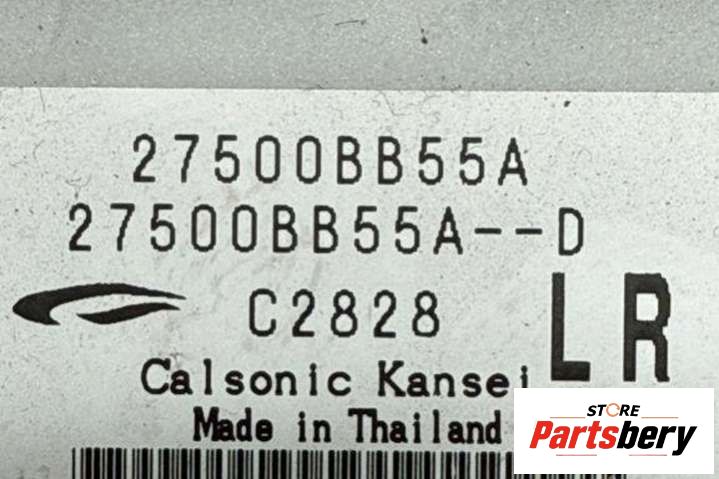 27500BB55A
27500BB55A--D
C2828
LR
Calsonic Kansei
Made in Thailand
STORE
Partsbery